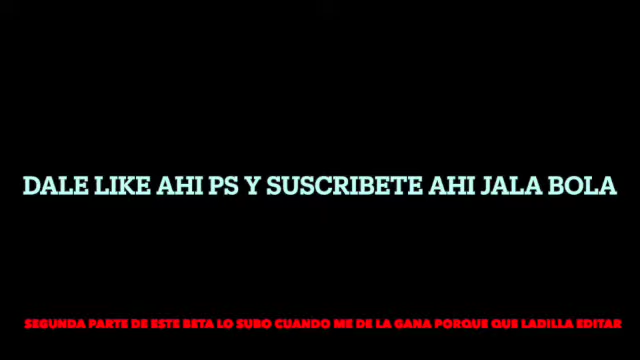 DALE LIKE AHI PS Y SUSCRIBETE AHI JALA BOLA
SEGUNDA PARTE DE ESTE BETA LO SUBO CUANDO ME DE LA GANA PORQUE QUE LADILLA EDITAR